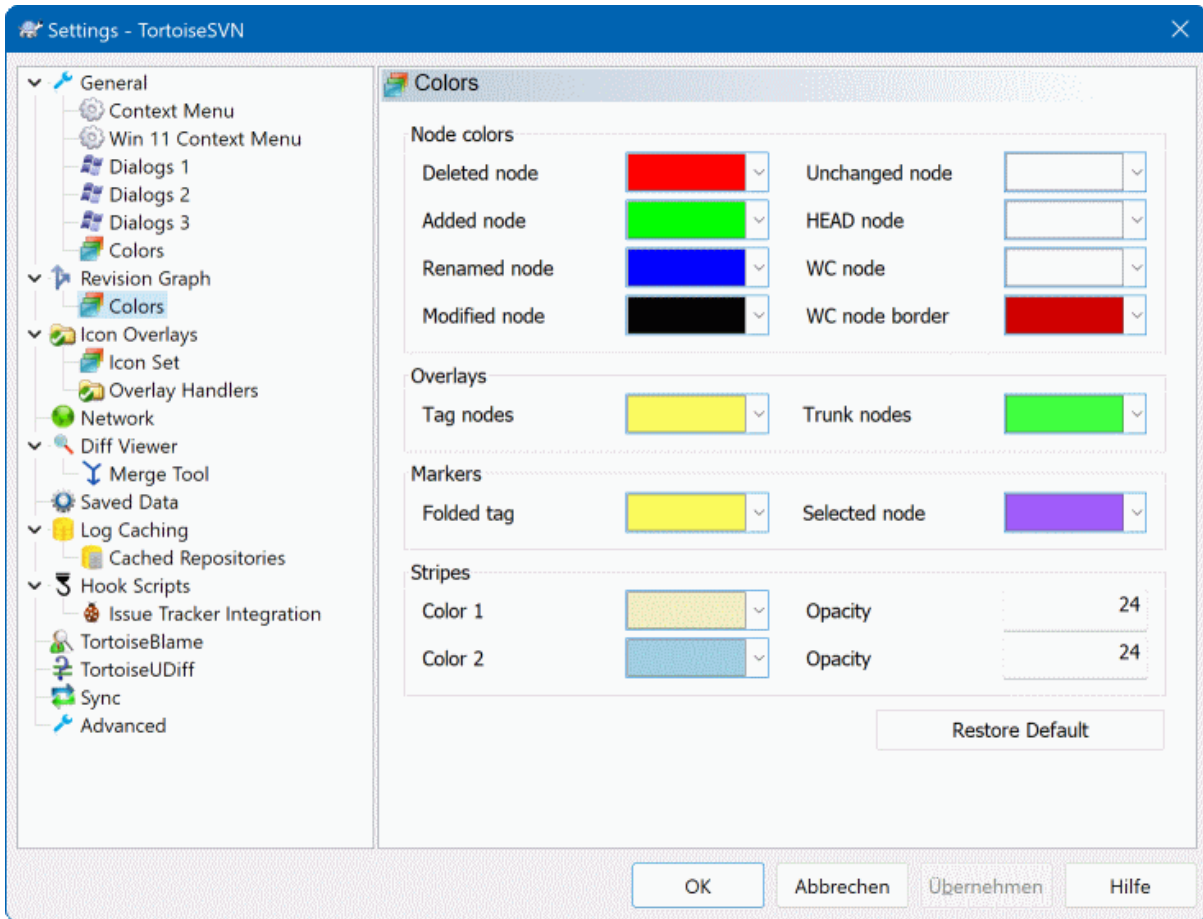 Settings - TortoiseSVN
General
Context Menu
Win 11 Context Menu
Dialogs 1
Dialogs 2
Dialogs 3
Colors
Revision Graph
Colors
Icon Overlays
Icon Set
Overlay Handlers
Network
Diff Viewer
Merge Tool
Saved Data
Log Caching
Cached Repositories
Hook Scripts
Issue Tracker Integration
TortoiseBlame
TortoiseUDiff
Sync
Advanced
Colors
Node colors
Deleted node Unchanged node
Added node HEAD node
Renamed node WC node
Modified node WC node border
Overlays
Tag nodes Trunk nodes
Markers
Folded tag Selected node
Stripes
Color 1 Opacity 24
Color 2 Opacity 24
Restore Default
OK Abbrechen Übernehmen Hilfe